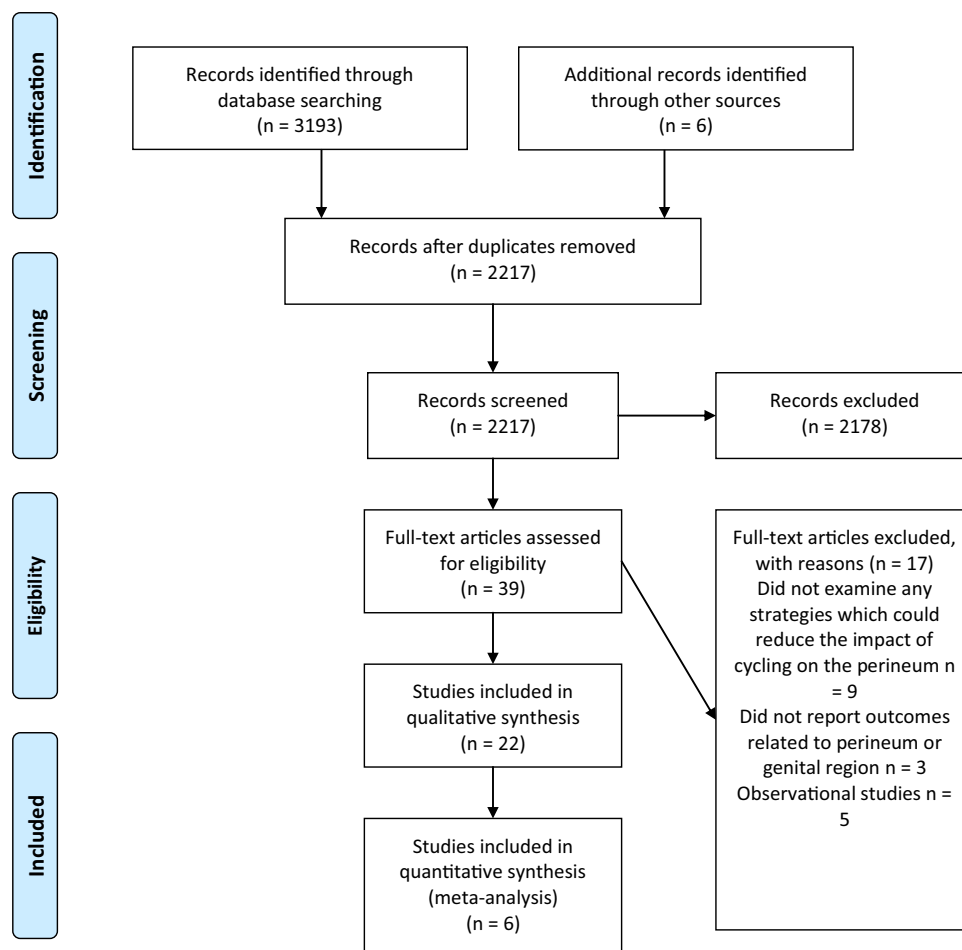 Identification
Records identified through
database searching
(n = 3193)
Additional records identified
through other sources
(n = 6)
Records after duplicates removed
(n = 2217)
Screening
Records screened
(n = 2217)
Records excluded
(n = 2178)
Eligibility
Full-text articles assessed
for eligibility
(n = 39)
Full-text articles excluded,
with reasons (n = 17)
Did not examine any
strategies which could
reduce the impact of
cycling on the perineum n
= 9
Did not report outcomes
related to perineum or
genital region n = 3
Observational studies n =
5
Studies included in
qualitative synthesis
(n = 22)
Included
Studies included in
quantitative synthesis
(meta-analysis)
(n = 6)